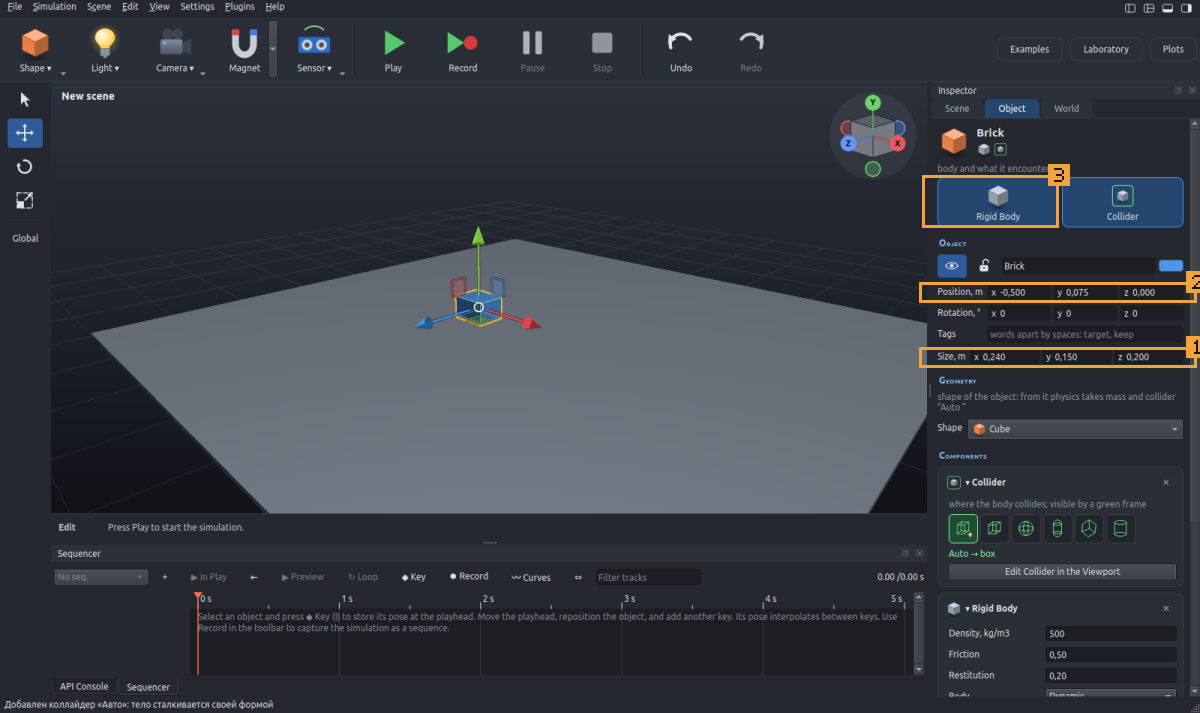 File Simulation Scene Edit View Settings Plugins Help
Shape ▾ Light ▾ Camera ▾ Magnet Sensor ▾ Play Record Pause Stop Undo Redo Examples Laboratory Plots
New scene
Global
Y
Z X
Inspector
Scene Object World
Brick
body and what it encounter
3
Rigid Body Collider
Object
Brick
2
Position, m x -0,500 y 0,075 z 0,000
Rotation, ° x 0 y 0 z 0
Tags words apart by spaces: target, keep
1
Size, m x 0,240 y 0,150 z 0,200
Geometry
shape of the object: from it physics takes mass and collider
"Auto "
Shape Cube
Components
▾ Collider
where the body collides; visible by a green frame
Auto → box
Edit Collider in the Viewport
▾ Rigid Body
Density, kg/m3 500
Friction 0,50
Restitution 0,20
Body Dynamic
Edit Press Play to start the simulation.
Sequencer
No seq. + In Play Preview Loop Key Record Curves Filter tracks 0.00 /0.00 s
0 s 1 s 2 s 3 s 4 s 5 s
Select an object and press ◆ Key (I) to store its pose at the playhead. Move the playhead, reposition the object, and add another key. Its pose interpolates between keys. Use
Record in the toolbar to capture the simulation as a sequence.
API Console Sequencer
Добавлен коллайдер «Авто»: тело сталкивается своей формой